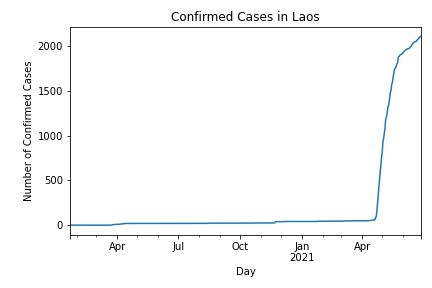 Confirmed Cases in Laos
Number of Confirmed Cases
2000
1500
1000
500
0
Apr Jul Oct Jan Apr
2021
Day